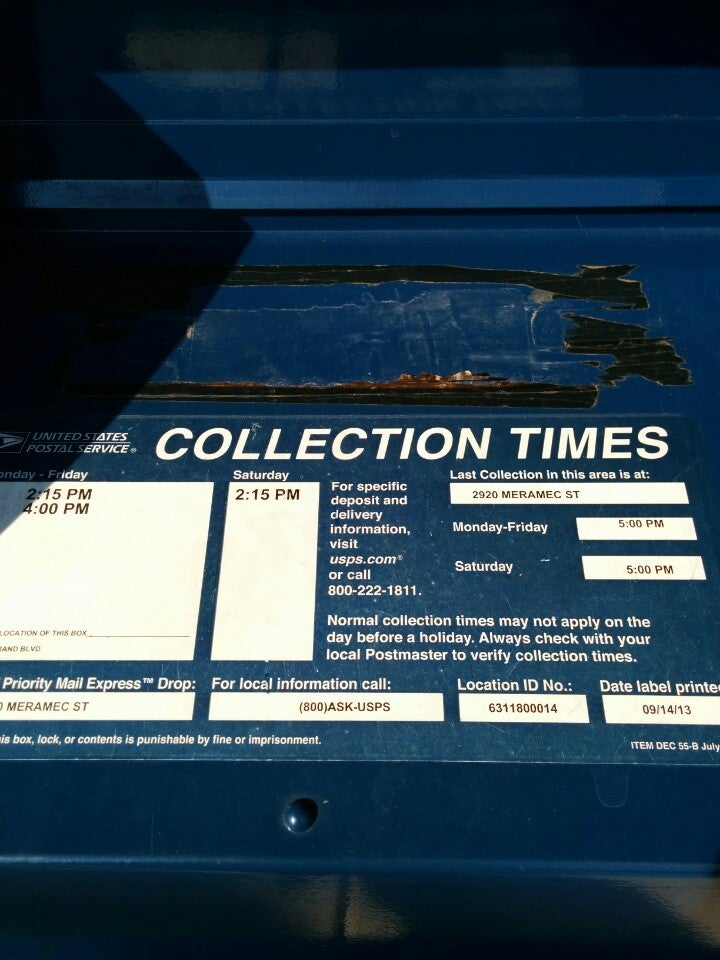 UNITED STATES
POSTAL SERVICE®
COLLECTION TIMES
onday - Friday
2:15 PM
4:00 PM
LOCATION OF THIS BOX
AND BLVD
Saturday
2:15 PM
For specific
deposit and
delivery
information,
visit
usps.com®
or call
800-222-1811.
Last Collection in this area is at:
2920 MERAMEC ST
Monday-Friday
5:00 PM
Saturday
5:00 PM
Normal collection times may not apply on the
day before a holiday. Always check with your
local Postmaster to verify collection times.
Priority Mail Express™ Drop:
0 MERAMEC ST
For local information call:
(800)ASK-USPS
Location ID No.:
6311800014
Date label printe
09/14/13
is box, lock, or contents is punishable by fine or imprisonment.
ITEM DEC 55-B July